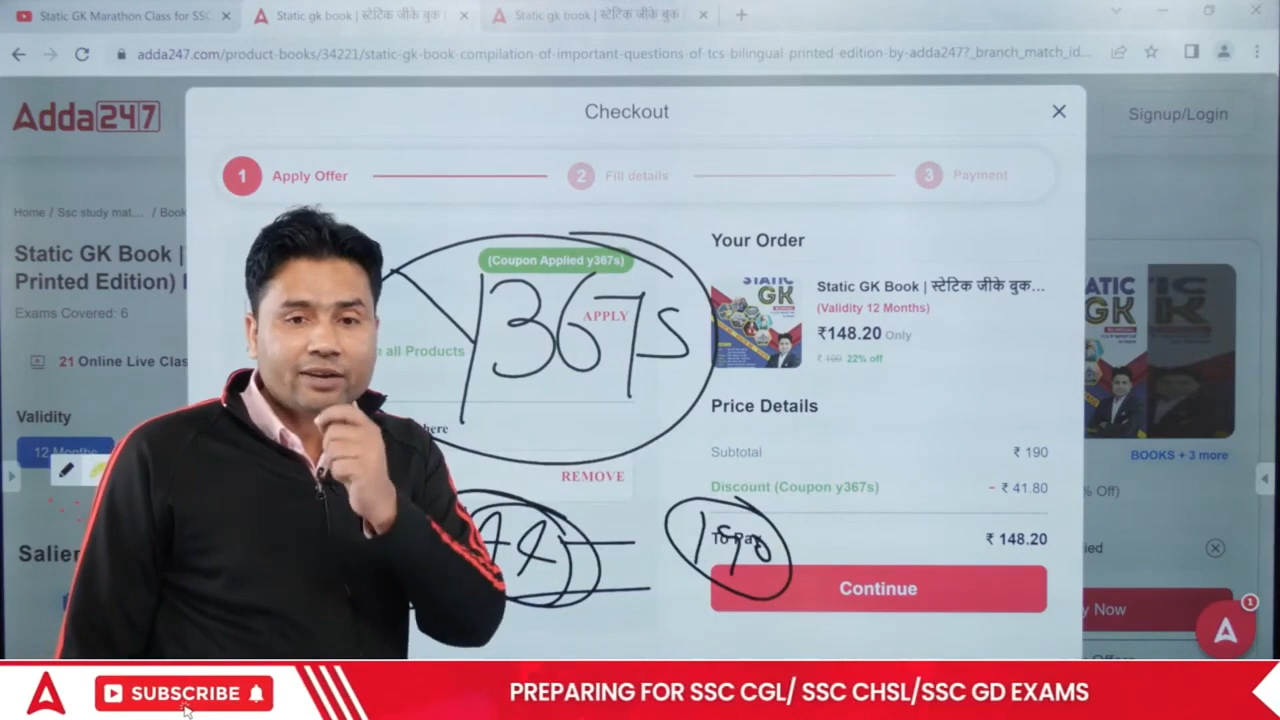 Static GK Marathon Class for SSC
Static gk book | स्टेटिक जीके बुक
Static gk book | स्टेटिक जीके बुक
adda247.com/product-books/34221/static-gk-book-compilation-of-important-questions-of-tcs-bilingual-printed-edition-by-adda247?_branch_match_id...
Adda247
Checkout
Signup/Login
1 Apply Offer
2 Fill details
3 Payment
Home / Ssc study mat... / Book
Static GK Book |
Printed Edition)
Exams Covered: 6
21 Online Live Clas
Validity
12 Months
Salien
(Coupon Applied y367s)
y367s
APPLY
n all Products
here
REMOVE
Your Order
STATIC
GK
Static GK Book | स्टेटिक जीके बुक...
(Validity 12 Months)
₹148.20 Only
₹ 190 22% off
Price Details
Subtotal ₹ 190
Discount (Coupon y367s) - ₹ 41.80
To Pay ₹ 148.20
190
Continue
ATIC
GK
BOOKS + 3 more
% Off)
ied
y Now
1
SUBSCRIBE
PREPARING FOR SSC CGL/ SSC CHSL/SSC GD EXAMS